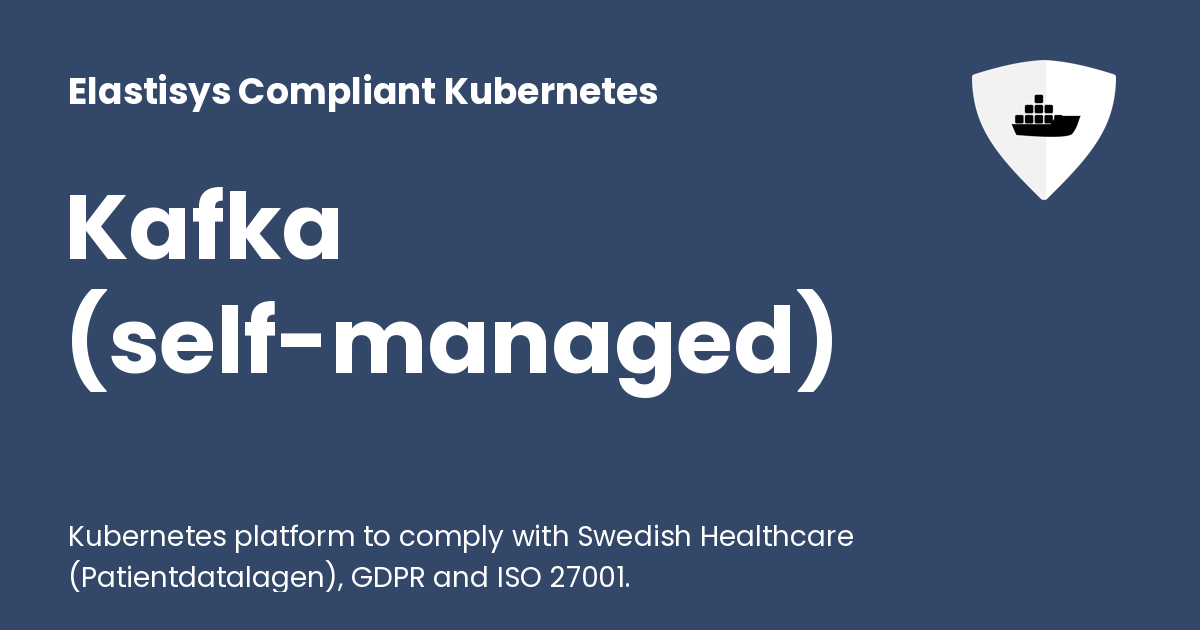 Elastisys Compliant Kubernetes
Kafka
(self-managed)
Kubernetes platform to comply with Swedish Healthcare
(Patientdatalagen), GDPR and ISO 27001.